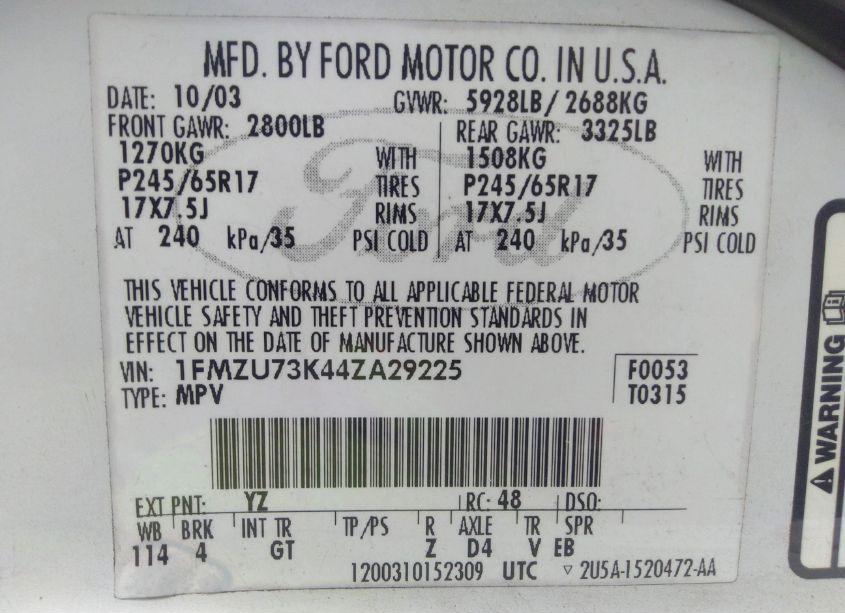 MFD. BY FORD MOTOR CO. IN U.S.A.
DATE: 10/03 GVWR: 5928LB/ 2688KG
FRONT GAWR: 2800LB REAR GAWR: 3325LB
1270KG WITH 1508KG WITH
P245/65R17 TIRES P245/65R17 TIRES
17X7.5J RIMS 17X7.5J RIMS
AT 240 kPa/35 PSI COLD AT 240 kPa/35 PSI COLD
Ford
THIS VEHICLE CONFORMS TO ALL APPLICABLE FEDERAL MOTOR
VEHICLE SAFETY AND THEFT PREVENTION STANDARDS IN
EFFECT ON THE DATE OF MANUFACTURE SHOWN ABOVE.
VIN: 1FMZU73K44ZA29225 F0053
TYPE: MPV T0315
EXT PNT: YZ RC: 48 DSO:
WB BRK INT TR TP/PS R AXLE TR SPR
114 4 GT Z D4 V EB
1200310152309 UTC ▽ 2U5A-1520472-AA
WARNING